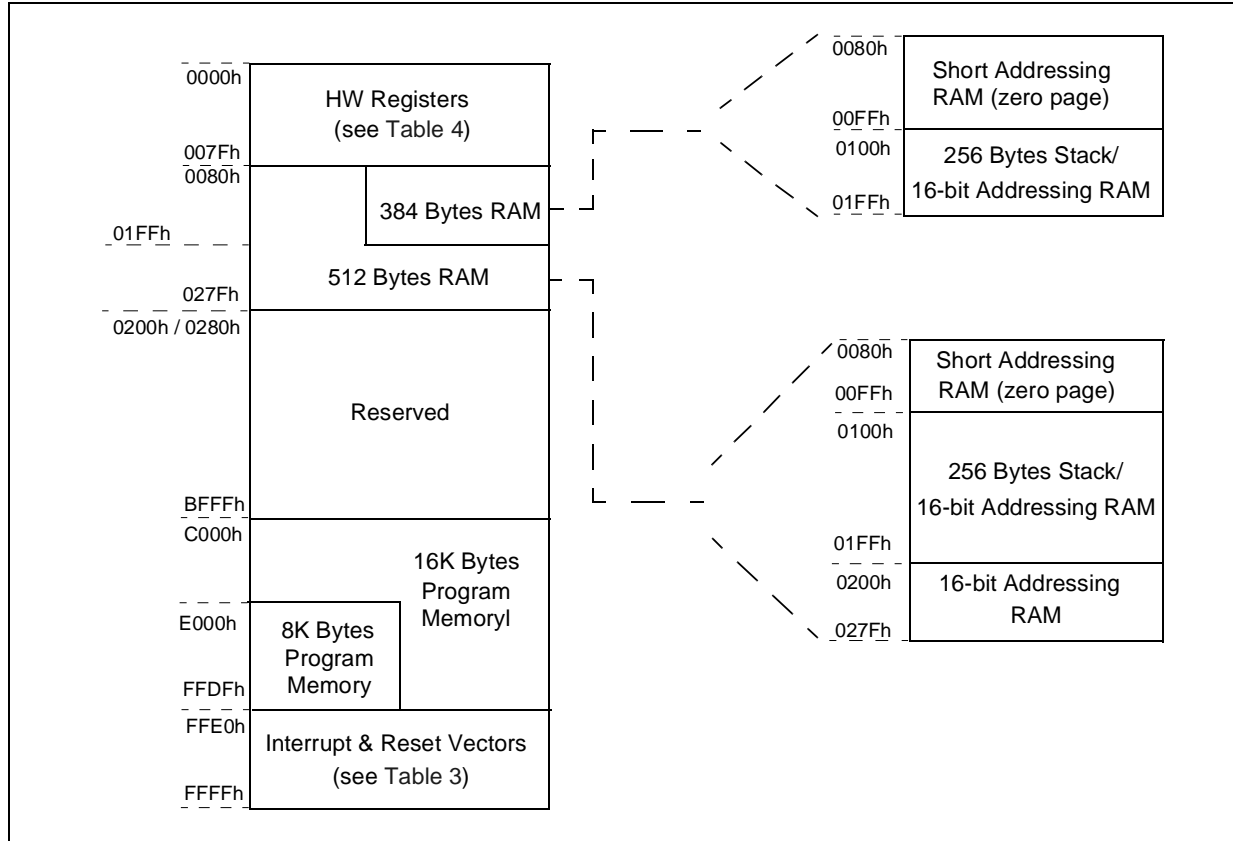 0000h
HW Registers
(see Table 4)
007Fh
0080h
384 Bytes RAM
01FFh
512 Bytes RAM
027Fh
0200h / 0280h
Reserved
BFFFh
C000h
16K Bytes
Program
Memoryl
E000h
8K Bytes
Program
Memory
FFDFh
FFE0h
Interrupt & Reset Vectors
(see Table 3)
FFFFh
0080h
Short Addressing
RAM (zero page)
00FFh
0100h
256 Bytes Stack/
16-bit Addressing RAM
01FFh
0080h
Short Addressing
RAM (zero page)
00FFh
0100h
256 Bytes Stack/
16-bit Addressing RAM
01FFh
0200h
16-bit Addressing
RAM
027Fh